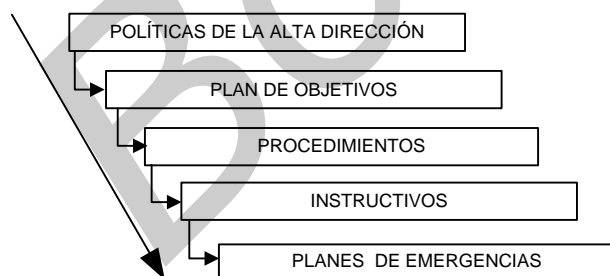 POLÍTICAS DE LA ALTA DIRECCIÓN
PLAN DE OBJETIVOS
PROCEDIMIENTOS
INSTRUCTIVOS
PLANES DE EMERGENCIAS